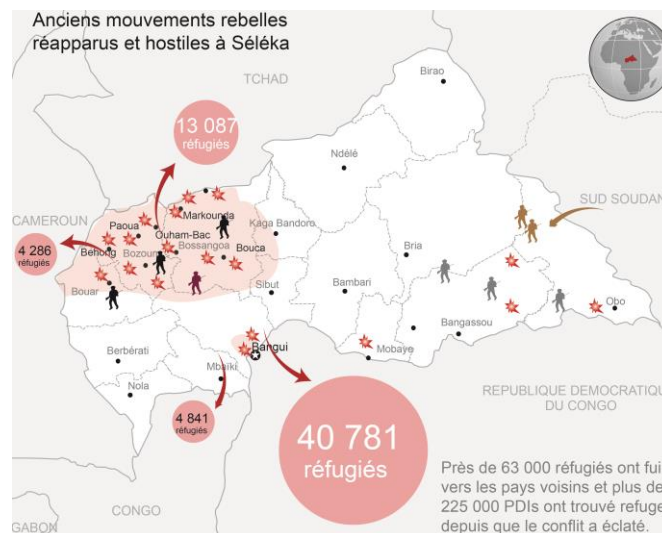 Anciens mouvements rebelles
réapparus et hostiles à Séléka
TCHAD
Birao
13 087
réfugiés
Ndélé
SUD SOUDAN
CAMEROUN
Markounda
Paoua
Ouham-Bac
Kaga Bandoro
4 286
réfugiés
Behong
Bozoum
Bossangoa
Bouca
Bria
Bouar
Sibut
Bambari
Obo
Bangassou
Bangui
Mobaye
Berbérati
Mbaïki
Nola
REPUBLIQUE DEMOCRATIQU
DU CONGO
4 841
réfugiés
40 781
réfugiés
Près de 63 000 réfugiés ont fui
vers les pays voisins et plus de
225 000 PDIs ont trouvé refuge
depuis que le conflit a éclaté.
CONGO
GABON